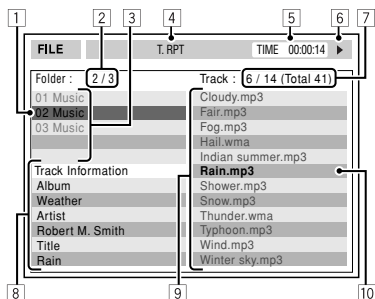 1 2 3 4 5 6 7
FILE T. RPT TIME 00:00:14
Folder : 2 / 3 Track : 6 / 14 (Total 41)
01 Music
02 Music
03 Music
Track Information
Album
Weather
Artist
Robert M. Smith
Title
Rain
Cloudy.mp3
Fair.mp3
Fog.mp3
Hail.wma
Indian summer.mp3
Rain.mp3
Shower.mp3
Snow.mp3
Thunder.wma
Typhoon.mp3
Wind.mp3
Winter sky.mp3
8 9 10